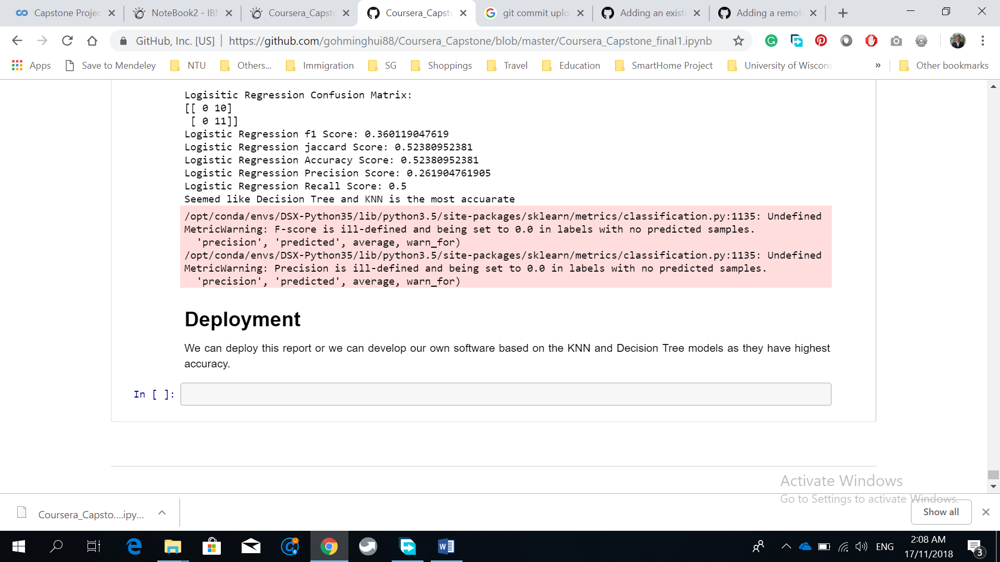 Capstone Projec
NoteBook2 - IBM
Coursera_Capsto
Coursera_Capsto
git commit uplo
Adding an existi
Adding a remot
GitHub, Inc. [US] | https://github.com/gohminghui88/Coursera_Capstone/blob/master/Coursera_Capstone_final1.ipynb
Apps Save to Mendeley NTU Others... Immigration SG Shoppings Travel Education SmartHome Project University of Wiscons » Other bookmarks
Logisitic Regression Confusion Matrix:
[[ 0 10]
[ 0 11]]
Logistic Regression f1 Score: 0.360119047619
Logistic Regression jaccard Score: 0.52380952381
Logistic Regression Accuracy Score: 0.52380952381
Logistic Regression Precision Score: 0.261904761905
Logistic Regression Recall Score: 0.5
Seemed like Decision Tree and KNN is the most accuarate
/opt/conda/envs/DSX-Python35/lib/python3.5/site-packages/sklearn/metrics/classification.py:1135: Undefined
MetricWarning: F-score is ill-defined and being set to 0.0 in labels with no predicted samples.
'precision', 'predicted', average, warn_for)
/opt/conda/envs/DSX-Python35/lib/python3.5/site-packages/sklearn/metrics/classification.py:1135: Undefined
MetricWarning: Precision is ill-defined and being set to 0.0 in labels with no predicted samples.
'precision', 'predicted', average, warn_for)
Deployment
We can deploy this report or we can develop our own software based on the KNN and Decision Tree models as they have highest
accuracy.
In [ ]:
Activate Windows
Go to Settings to activate Windows.
Coursera_Capsto....ipy...
Show all
ENG
2:08 AM
17/11/2018
3